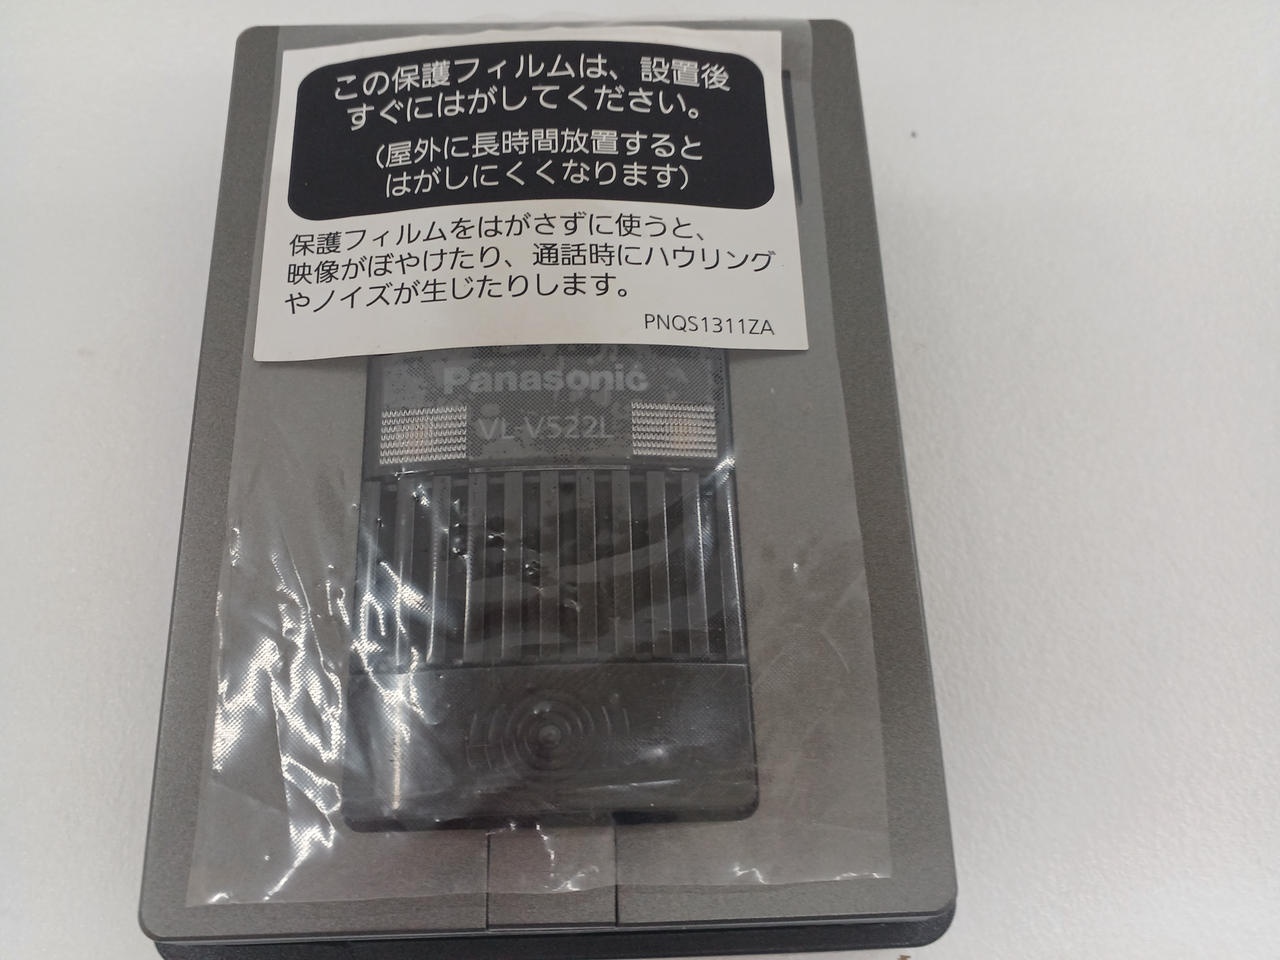 この保護フィルムは、設置後
すぐにはがしてください。
（屋外に長時間放置すると
はがしにくくなります）
保護フィルムをはがさずに使うと、
映像がぼやけたり、通話時にハウリング
やノイズが生じたりします。
PNQS1311ZA
Panasonic
VL-V522L